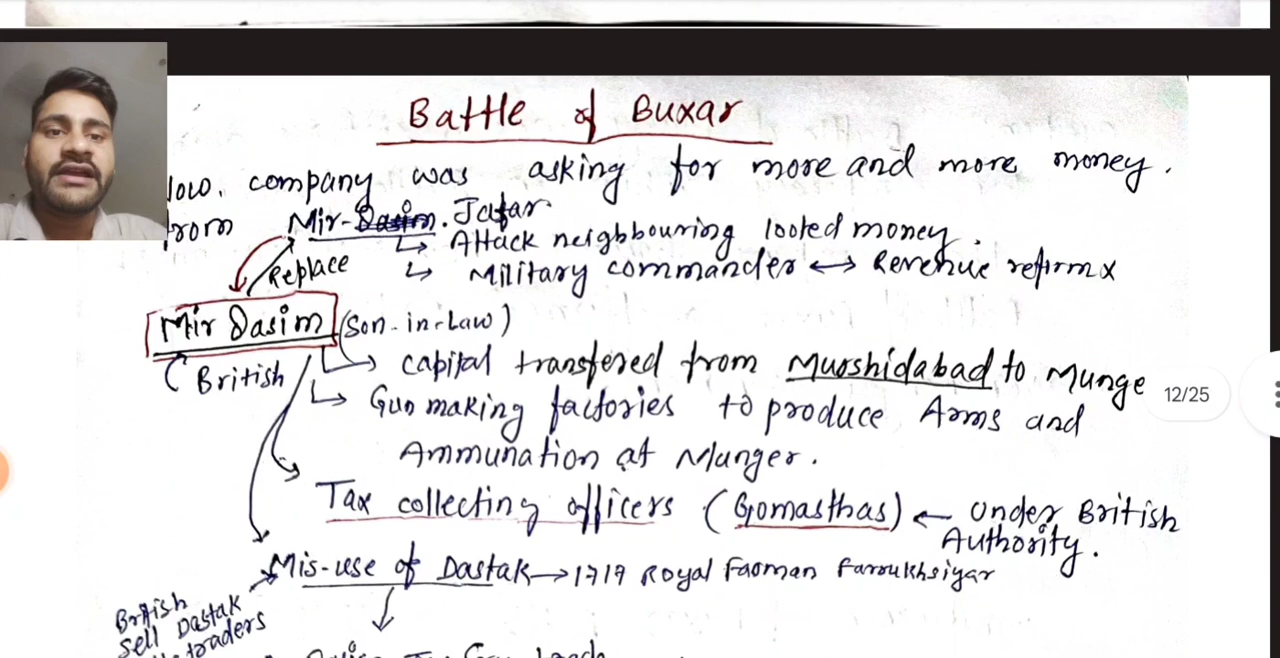 Battle of Buxar
low. company was asking for more and more money.
from Mir- Jafar
↳ Attack neighbouring looted money.
Replace ↳ Military commander ↔ Revenue reform x
Mir Qasim (Son-in-Law)
(British
↳ capital transfered from Murshidabad to Munge
12/25
↳ Gun making factories to produce Arms and
Ammunation at Munger.
Tax collecting officers (Gomasthas) ← Under British
Authority.
Mis-use of Dastak → 1717 Royal Farman Faroukhsiyar
British
Sell Dastak
traders